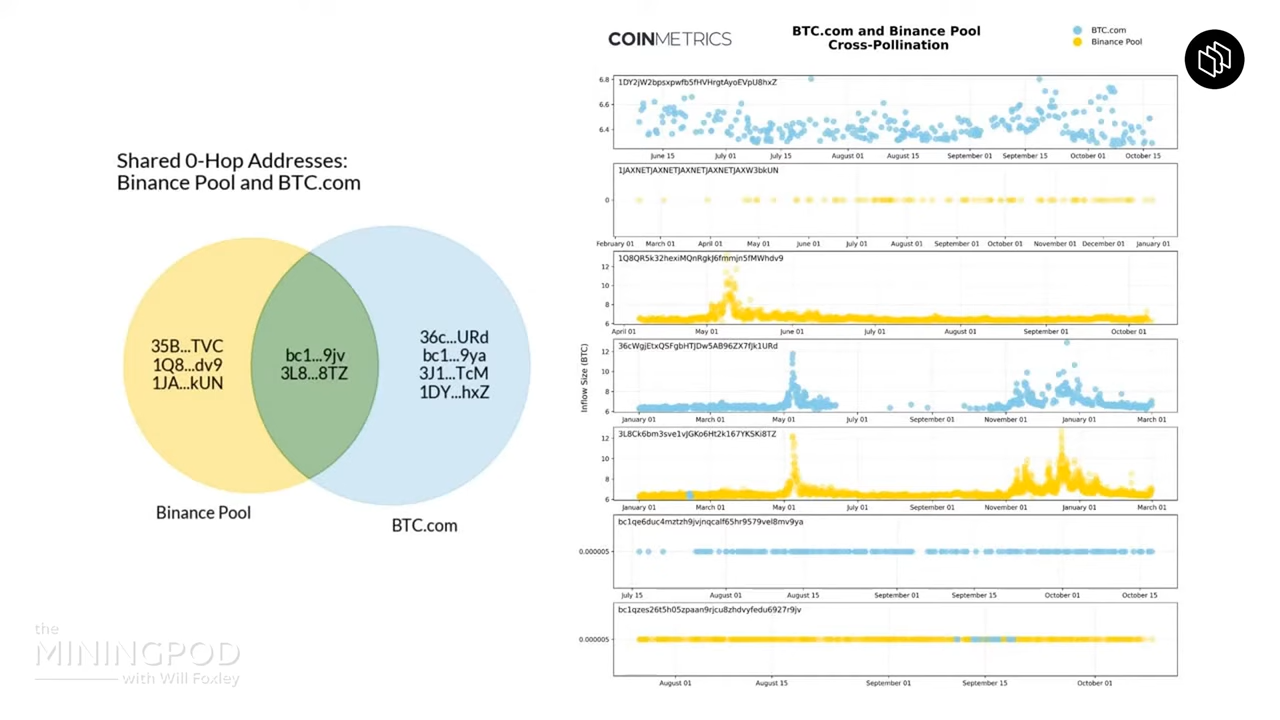 Shared 0-Hop Addresses:
Binance Pool and BTC.com
35B...TVC
1Q8...dv9
1JA...kUN
bc1...9jv
3L8...8TZ
36c...URd
bc1...9ya
3J1...TcM
1DY...hxZ
Binance Pool
BTC.com
the
MININGPOD
with Will Foxley
COINMETRICS
BTC.com and Binance Pool
Cross-Pollination
BTC.com
Binance Pool
Inflow Size (BTC)
1DY2jW2bpsxpwfb5fHVHrgtAyoEVpU8hxZ
6.8
6.6
6.4
June 15 July 01 July 15 August 01 August 15 September 01 September 15 October 01 October 15
1JAXNETJAXNETJAXNETJAXNETJAXW3bkUN
0
February 01 March 01 April 01 May 01 June 01 July 01 August 01 September 01 October 01 November 01 December 01 January 01
1Q8QR5k32hexiMQnRgkJ6fmmjn5fMWhdv9
12
10
8
6
April 01 May 01 June 01 July 01 August 01 September 01 October 01
36cWgjEtxQSFgbHTJDw5AB96ZX7fJk1URd
12
10
8
6
January 01 March 01 May 01 July 01 September 01 November 01 January 01 March 01
3L8Ck6bm3sve1vJGKo6Ht2k167YKSKi8TZ
12
10
8
6
January 01 March 01 May 01 July 01 September 01 November 01 January 01 March 01
bc1qe6duc4mztzh9jvjnqcalf65hr9579vel8mv9ya
0.000005
July 15 August 01 August 15 September 01 September 15 October 01 October 15
bc1qzes26t5h05zpaan9rjcu8zhdvyfedu6927r9jv
0.000005
August 01 August 15 September 01 September 15 October 01